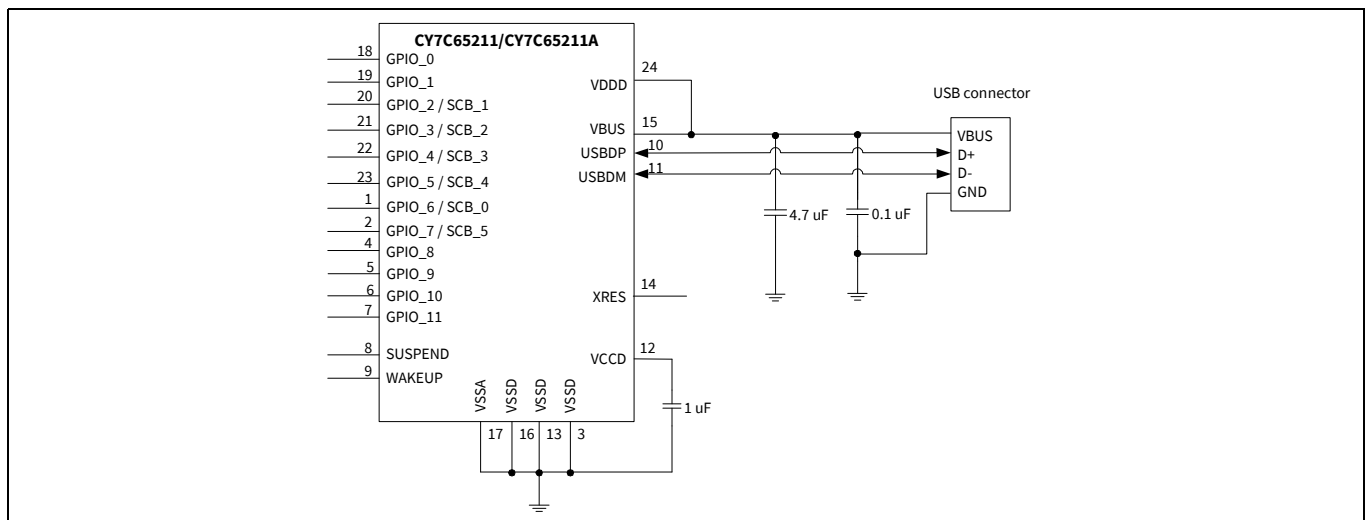 CY7C65211/CY7C65211A
18
GPIO_0
19
GPIO_1
20
GPIO_2 / SCB_1
21
GPIO_3 / SCB_2
22
GPIO_4 / SCB_3
23
GPIO_5 / SCB_4
1
GPIO_6 / SCB_0
2
GPIO_7 / SCB_5
4
GPIO_8
5
GPIO_9
6
GPIO_10
7
GPIO_11
8
SUSPEND
9
WAKEUP
VDDD
24
VBUS
15
USBDP
10
USBDM
11
XRES
14
VCCD
12
VSSA
VSSD
VSSD
VSSD
17
16
13
3
1 uF
4.7 uF
0.1 uF
USB connector
VBUS
D+
D-
GND